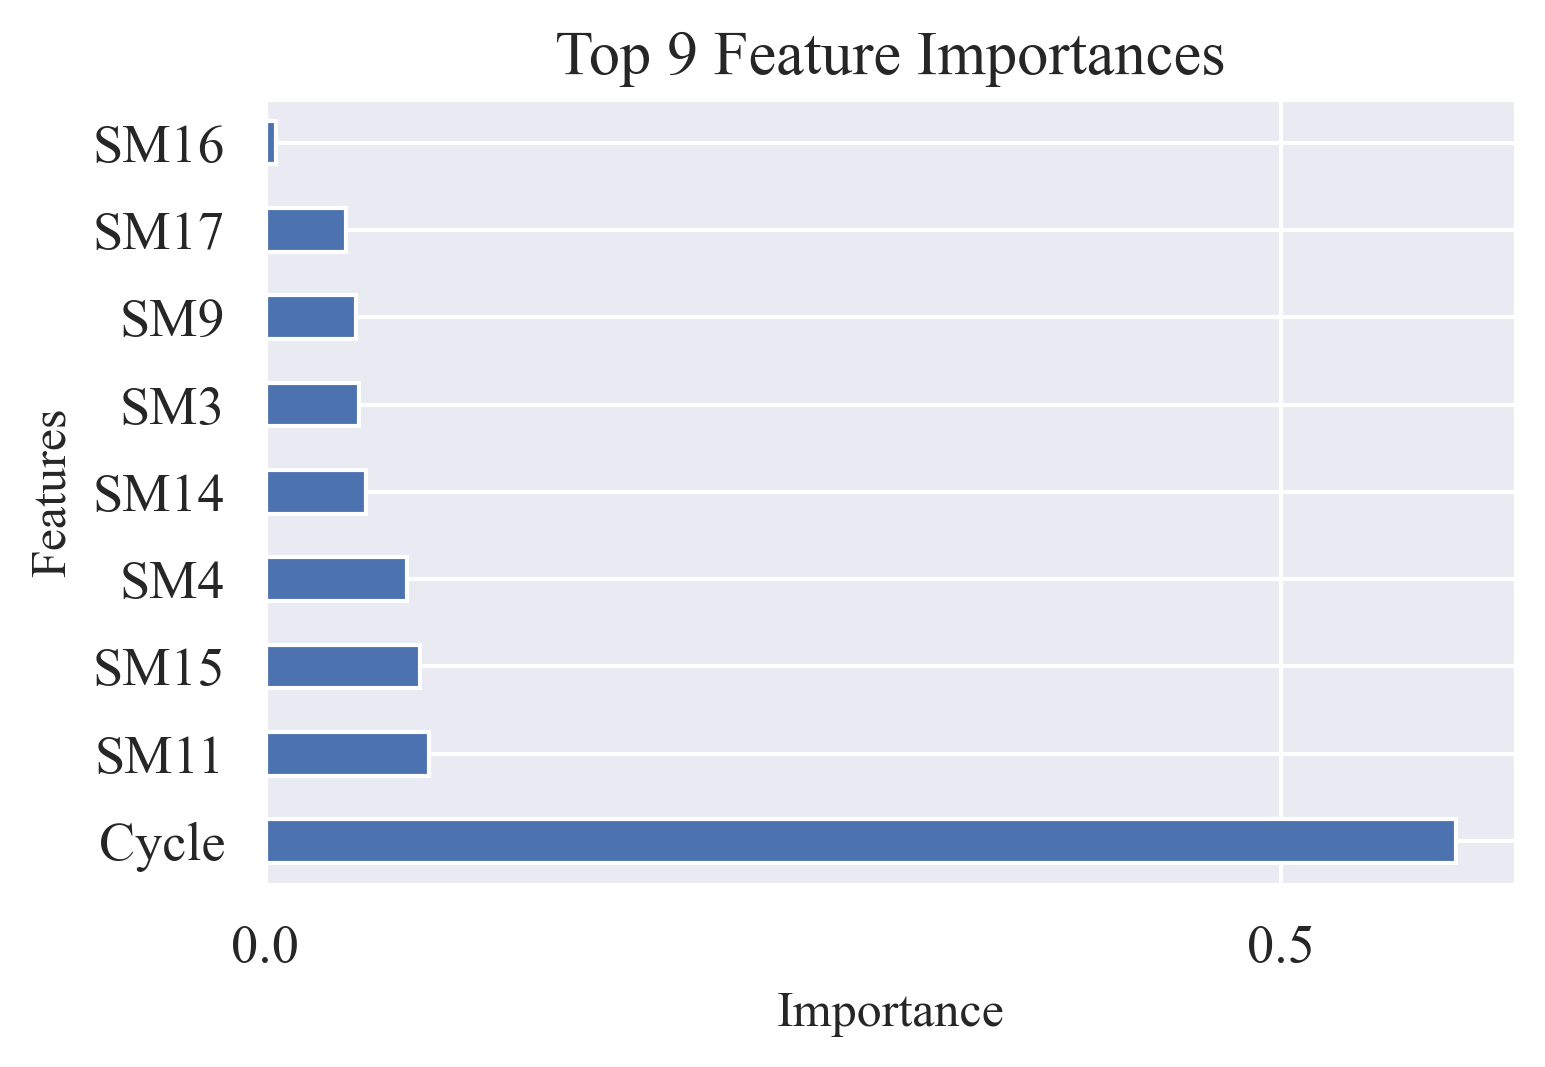 Top 9 Feature Importances
SM16
SM17
SM9
SM3
SM14
SM4
SM15
SM11
Cycle
Features
0.0 0.5
Importance